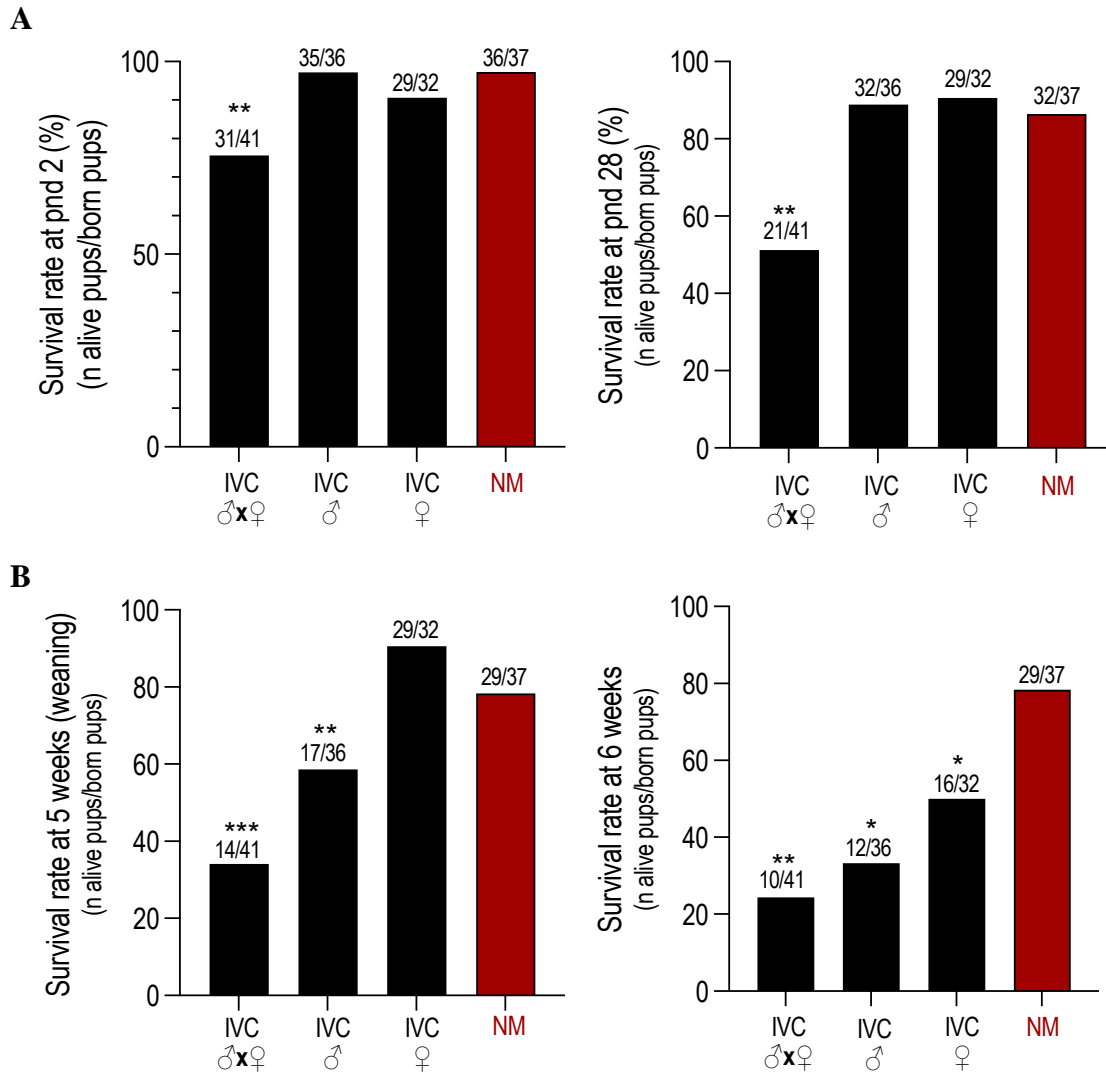 A
Survival rate at pnd 2 (%)
(n alive pups/born pups)
100
50
0
**
31/41
35/36
29/32
36/37
IVC
♂x♀
IVC
♂
IVC
♀
NM
Survival rate at pnd 28 (%)
(n alive pups/born pups)
100
80
60
40
20
0
**
21/41
32/36
29/32
32/37
IVC
♂x♀
IVC
♂
IVC
♀
NM
B
Survival rate at 5 weeks (weaning)
(n alive pups/born pups)
100
80
60
40
20
0
***
14/41
**
17/36
29/32
29/37
IVC
♂x♀
IVC
♂
IVC
♀
NM
Survival rate at 6 weeks
(n alive pups/born pups)
100
80
60
40
20
0
**
10/41
*
12/36
*
16/32
29/37
IVC
♂x♀
IVC
♂
IVC
♀
NM